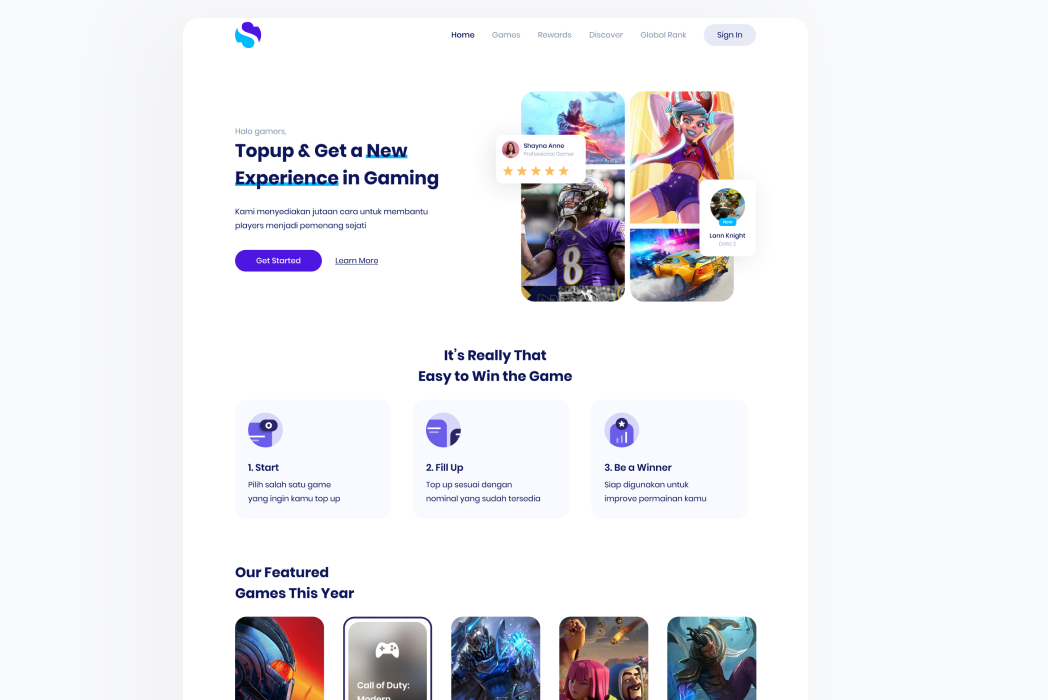 Home Games Rewards Discover Global Rank Sign In
Halo gamers,
Topup & Get a New
Experience in Gaming
Kami menyediakan jutaan cara untuk membantu
players menjadi pemenang sejati
Get Started Learn More
Shayna Anne
Professional Gamer
8
New
Lann Knight
Dota 2
It's Really That
Easy to Win the Game
1. Start
Pilih salah satu game
yang ingin kamu top up
2. Fill Up
Top up sesuai dengan
nominal yang sudah tersedia
3. Be a Winner
Siap digunakan untuk
improve permainan kamu
Our Featured
Games This Year
Call of Duty:
Modern